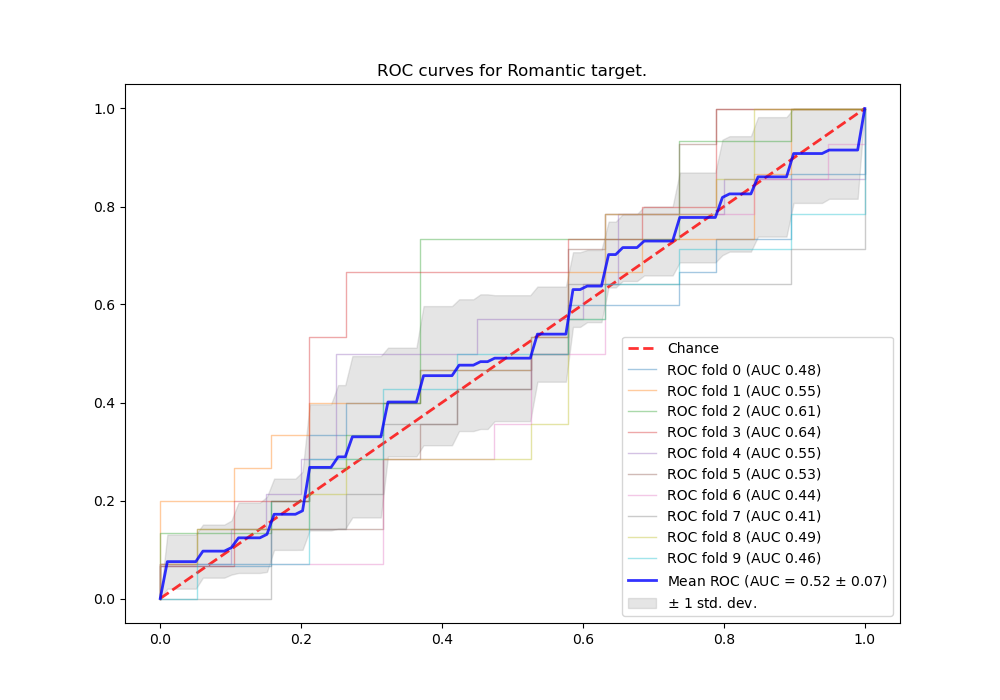 ROC curves for Romantic target.
1.0
0.8
0.6
0.4
0.2
0.0
0.0 0.2 0.4 0.6 0.8 1.0
Chance
ROC fold 0 (AUC 0.48)
ROC fold 1 (AUC 0.55)
ROC fold 2 (AUC 0.61)
ROC fold 3 (AUC 0.64)
ROC fold 4 (AUC 0.55)
ROC fold 5 (AUC 0.53)
ROC fold 6 (AUC 0.44)
ROC fold 7 (AUC 0.41)
ROC fold 8 (AUC 0.49)
ROC fold 9 (AUC 0.46)
Mean ROC (AUC = 0.52 ± 0.07)
± 1 std. dev.